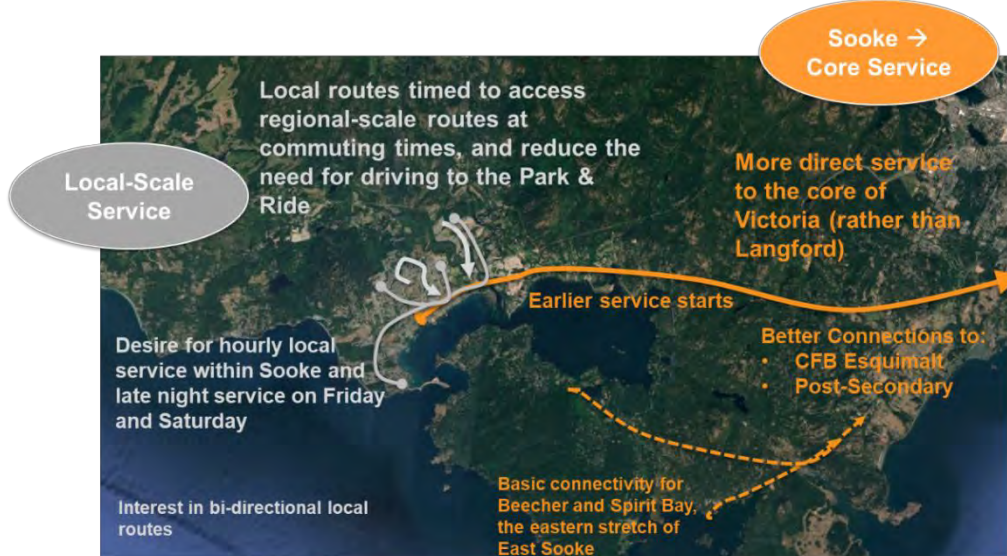 Sooke →
Core Service
Local routes timed to access
regional-scale routes at
commuting times, and reduce the
need for driving to the Park &
Ride
Local-Scale
Service
More direct service
to the core of
Victoria (rather than
Langford)
Earlier service starts
Better Connections to:
• CFB Esquimalt
• Post-Secondary
Desire for hourly local
service within Sooke and
late night service on Friday
and Saturday
Basic connectivity for
Beecher and Spirit Bay,
the eastern stretch of
East Sooke
Interest in bi-directional local
routes